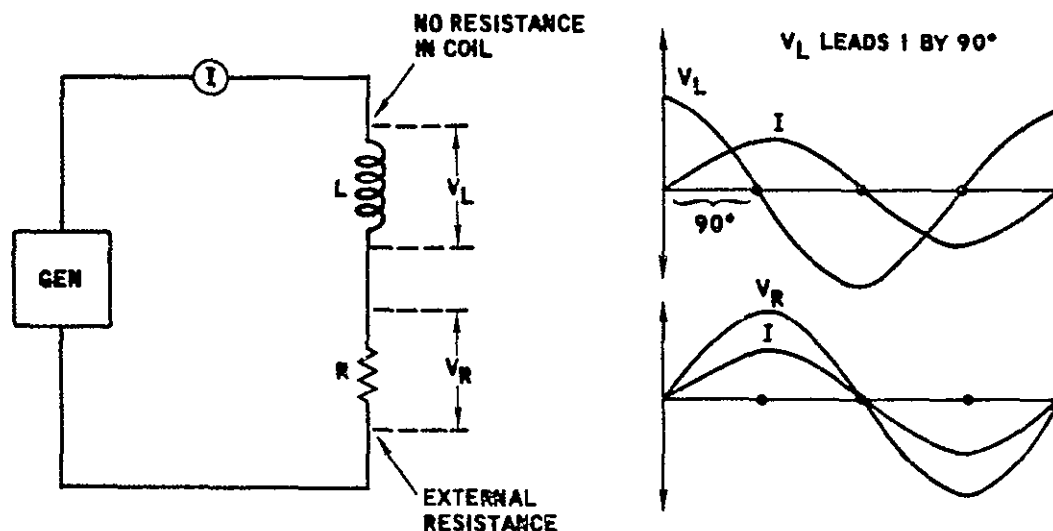 NO RESISTANCE
IN COIL
I
L
V_L
GEN
R
V_R
EXTERNAL
RESISTANCE
V_L LEADS I BY 90°
V_L
I
90°
V_R
I